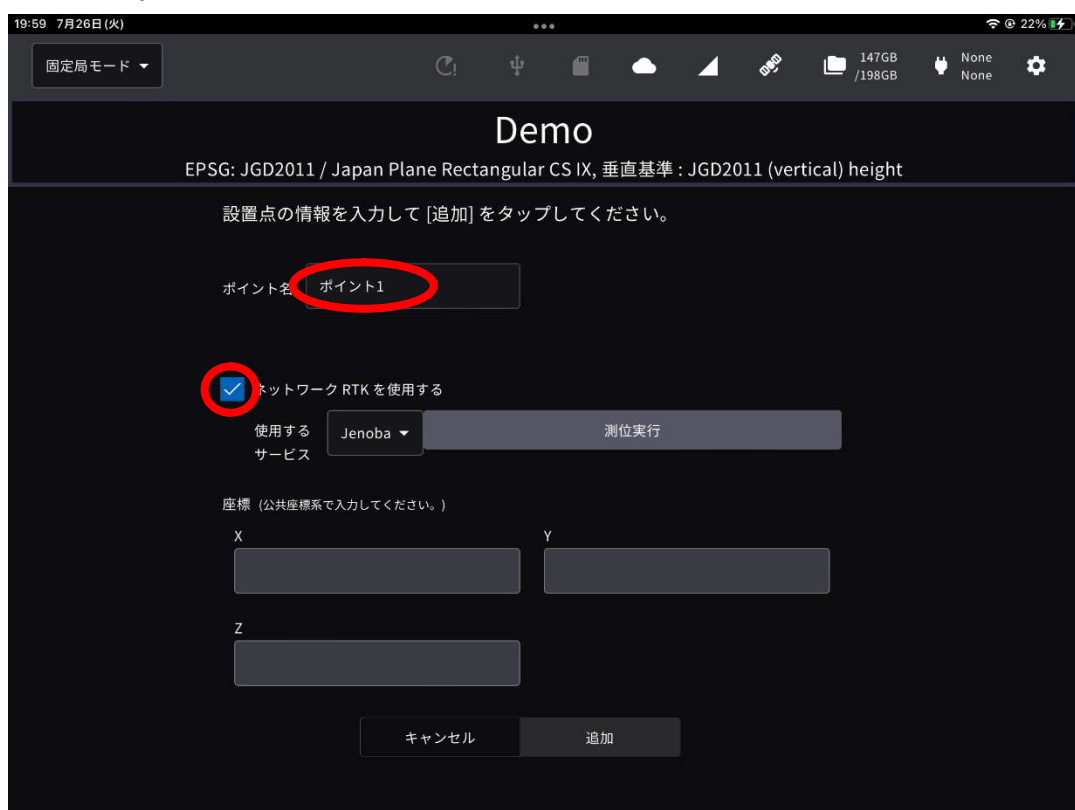 19:59 7月26日(火)
22%
固定局モード
147GB
/198GB
None
None
Demo
EPSG: JGD2011 / Japan Plane Rectangular CS IX, 垂直基準 : JGD2011 (vertical) height
設置点の情報を入力して [追加] をタップしてください。
ポイント名 ポイント1
ネットワーク RTK を使用する
使用する
サービス
Jenoba
測位実行
座標 (公共座標系で入力してください。)
X Y
Z
キャンセル 追加